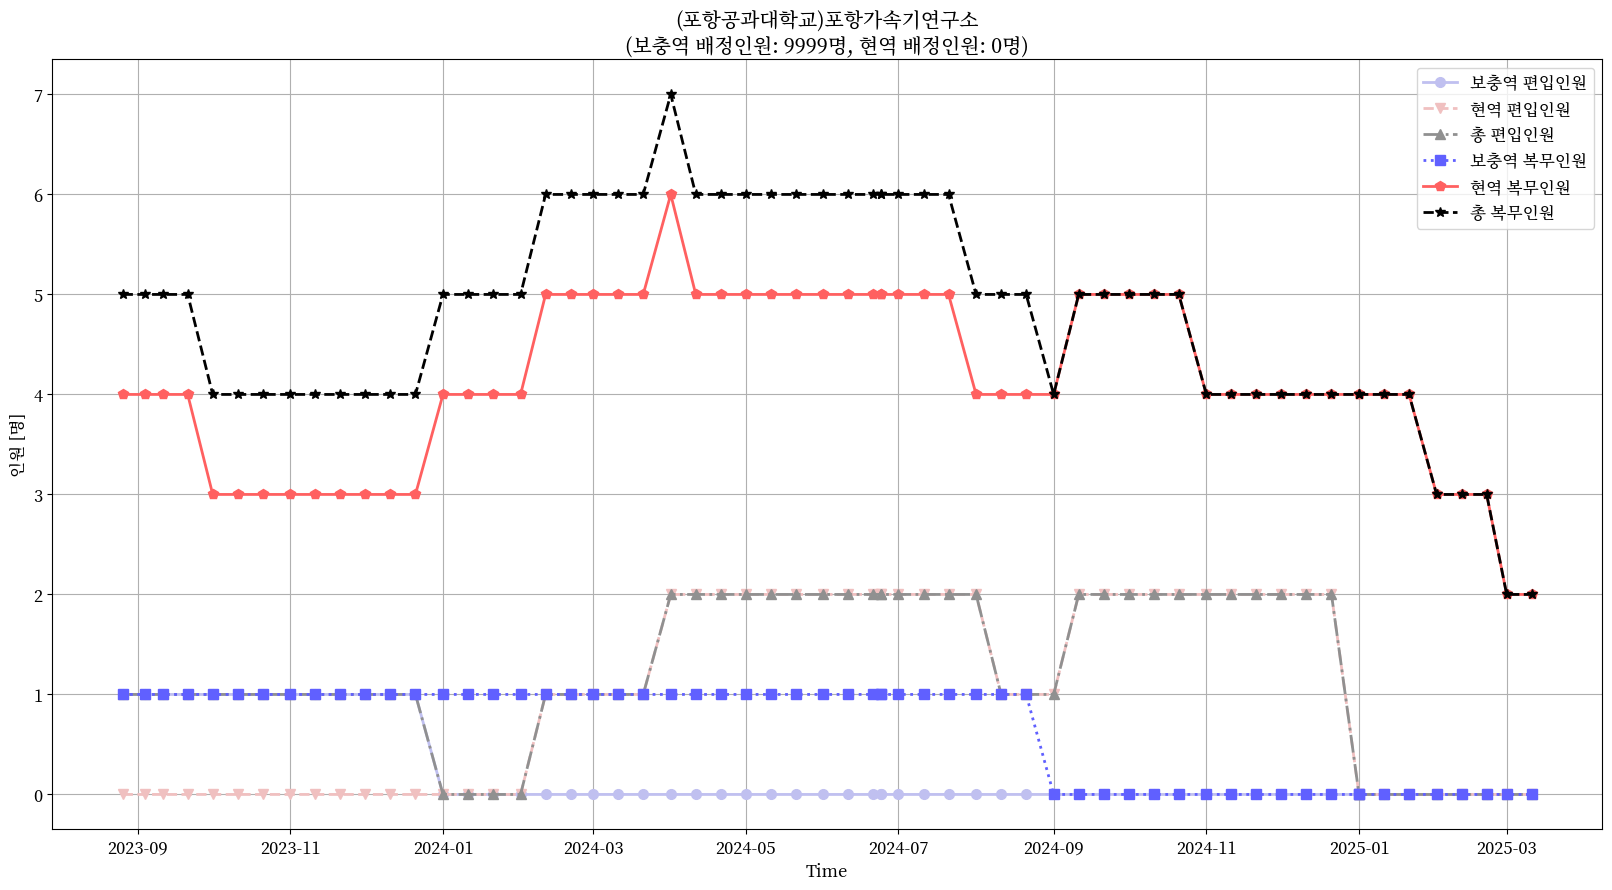 (포항공과대학교)포항가속기연구소
(보충역 배정인원: 9999명, 현역 배정인원: 0명)
보충역 편입인원
현역 편입인원
총 편입인원
보충역 복무인원
현역 복무인원
총 복무인원
인원 [명]
7
6
5
4
3
2
1
0
2023-09
2023-11
2024-01
2024-03
2024-05
2024-07
2024-09
2024-11
2025-01
2025-03
Time